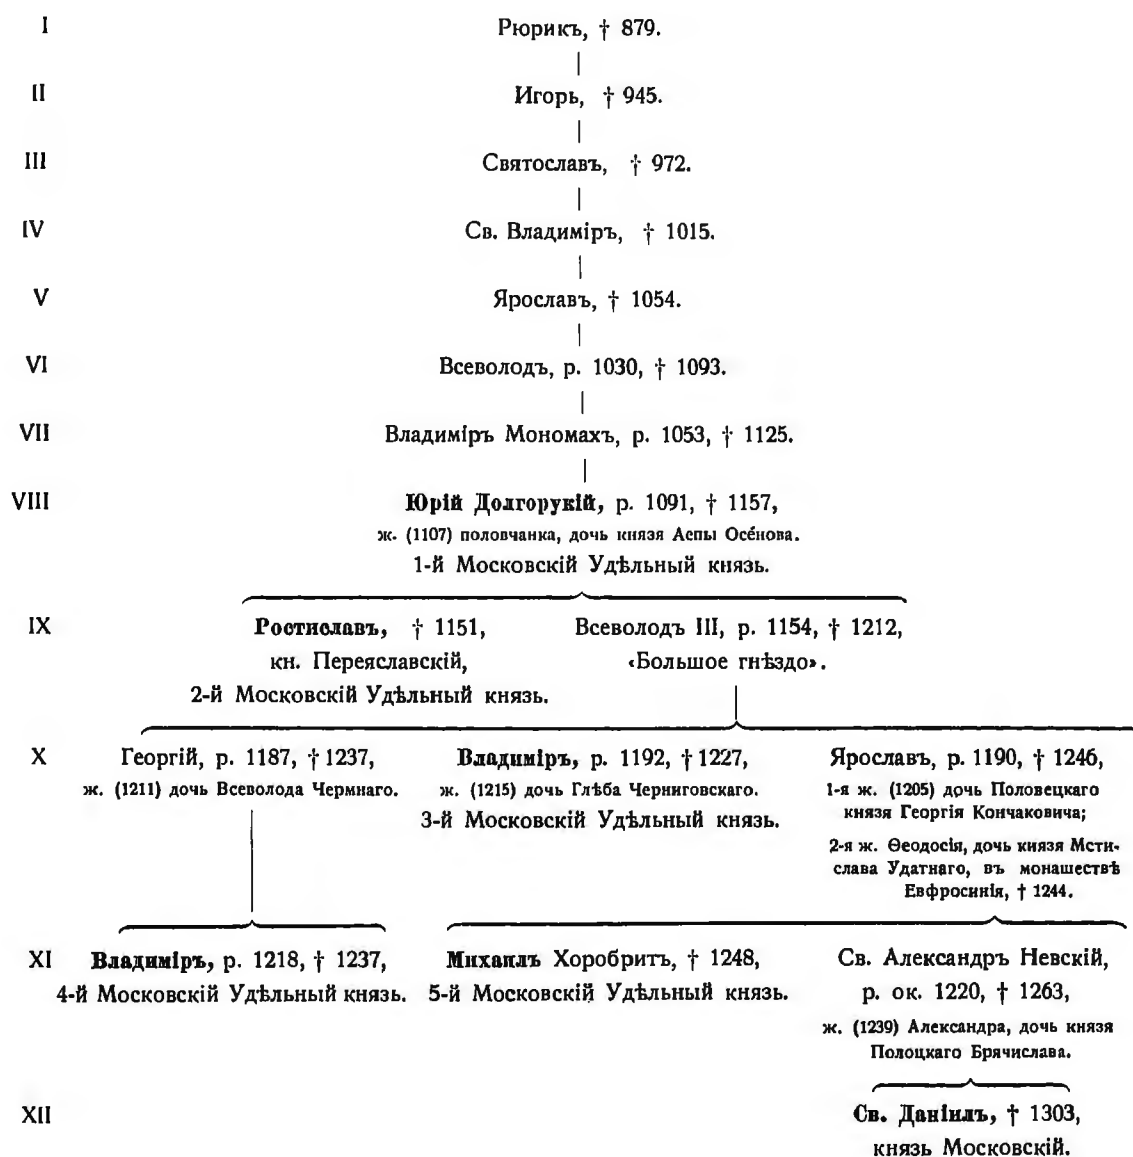 I Рюрикъ, † 879.
II Игорь, † 945.
III Святославъ, † 972.
IV Св. Владиміръ, † 1015.
V Ярославъ, † 1054.
VI Всеволодъ, р. 1030, † 1093.
VII Владиміръ Мономахъ, р. 1053, † 1125.
VIII Юрій Долгорукій, р. 1091, † 1157,
ж. (1107) половчанка, дочь князя Аепы Осéнова.
1-й Московскій Удѣльный князь.
IX Ростиславъ, † 1151, Всеволодъ III, р. 1154, † 1212,
кн. Переяславскій, «Большое гнѣздо».
2-й Московскій Удѣльный князь.
X Георгій, р. 1187, † 1237, Владиміръ, р. 1192, † 1227, Ярославъ, р. 1190, † 1246,
ж. (1211) дочь Всеволода Чермнаго. ж. (1215) дочь Глѣба Черниговскаго. 1-я ж. (1205) дочь Половецкаго
3-й Московскій Удѣльный князь. князя Георгія Кончаковича;
2-я ж. Ѳеодосія, дочь князя Мсти-
слава Удатнаго, въ монашествѣ
Евфросинія, † 1244.
XI Владиміръ, р. 1218, † 1237, Михаилъ Хоробритъ, † 1248, Св. Александръ Невскій,
4-й Московскій Удѣльный князь. 5-й Московскій Удѣльный князь. р. ок. 1220, † 1263,
ж. (1239) Александра, дочь князя
Полоцкаго Брячислава.
XII Св. Даніилъ, † 1303,
князь Московскій.